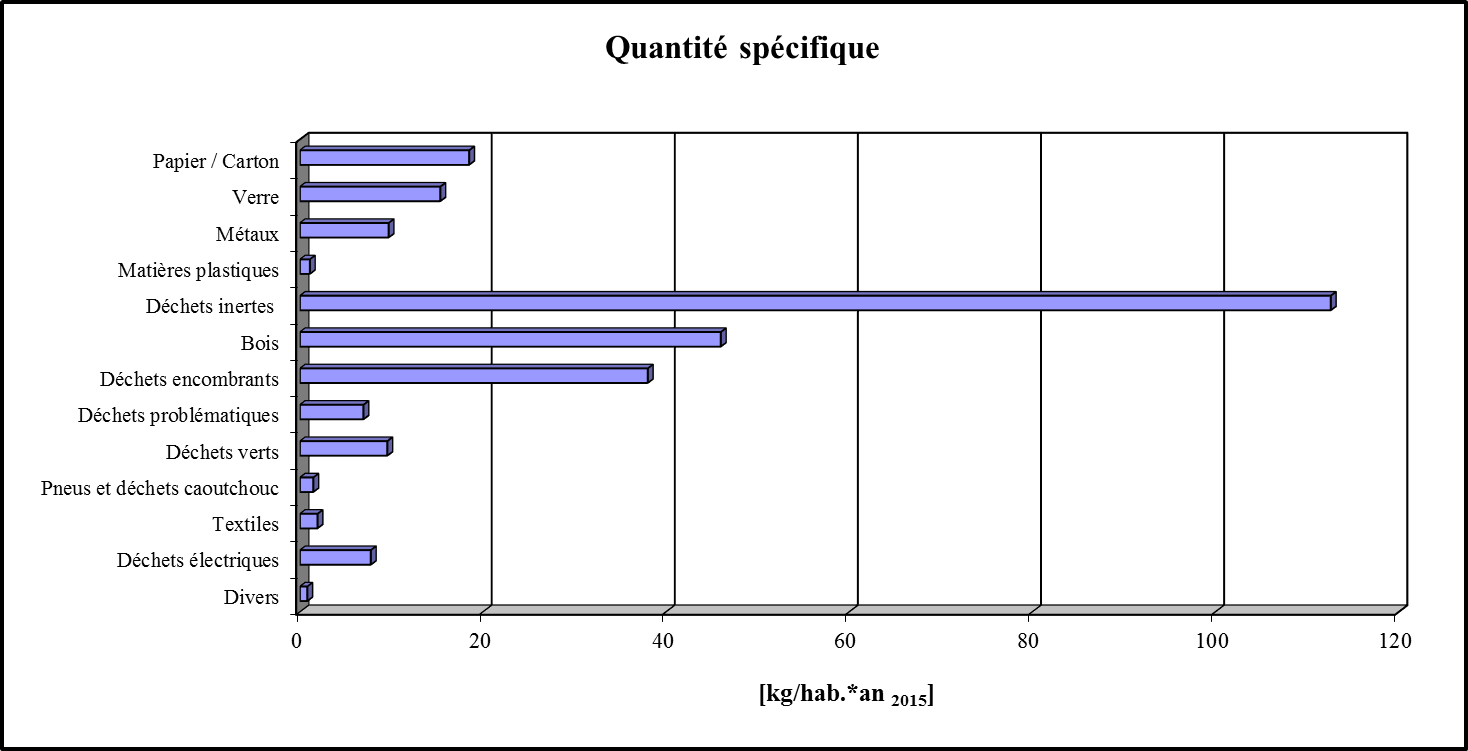 Quantité spécifique
Papier / Carton
Verre
Métaux
Matières plastiques
Déchets inertes
Bois
Déchets encombrants
Déchets problématiques
Déchets verts
Pneus et déchets caoutchouc
Textiles
Déchets électriques
Divers
0 20 40 60 80 100 120
[kg/hab.*an 2015]